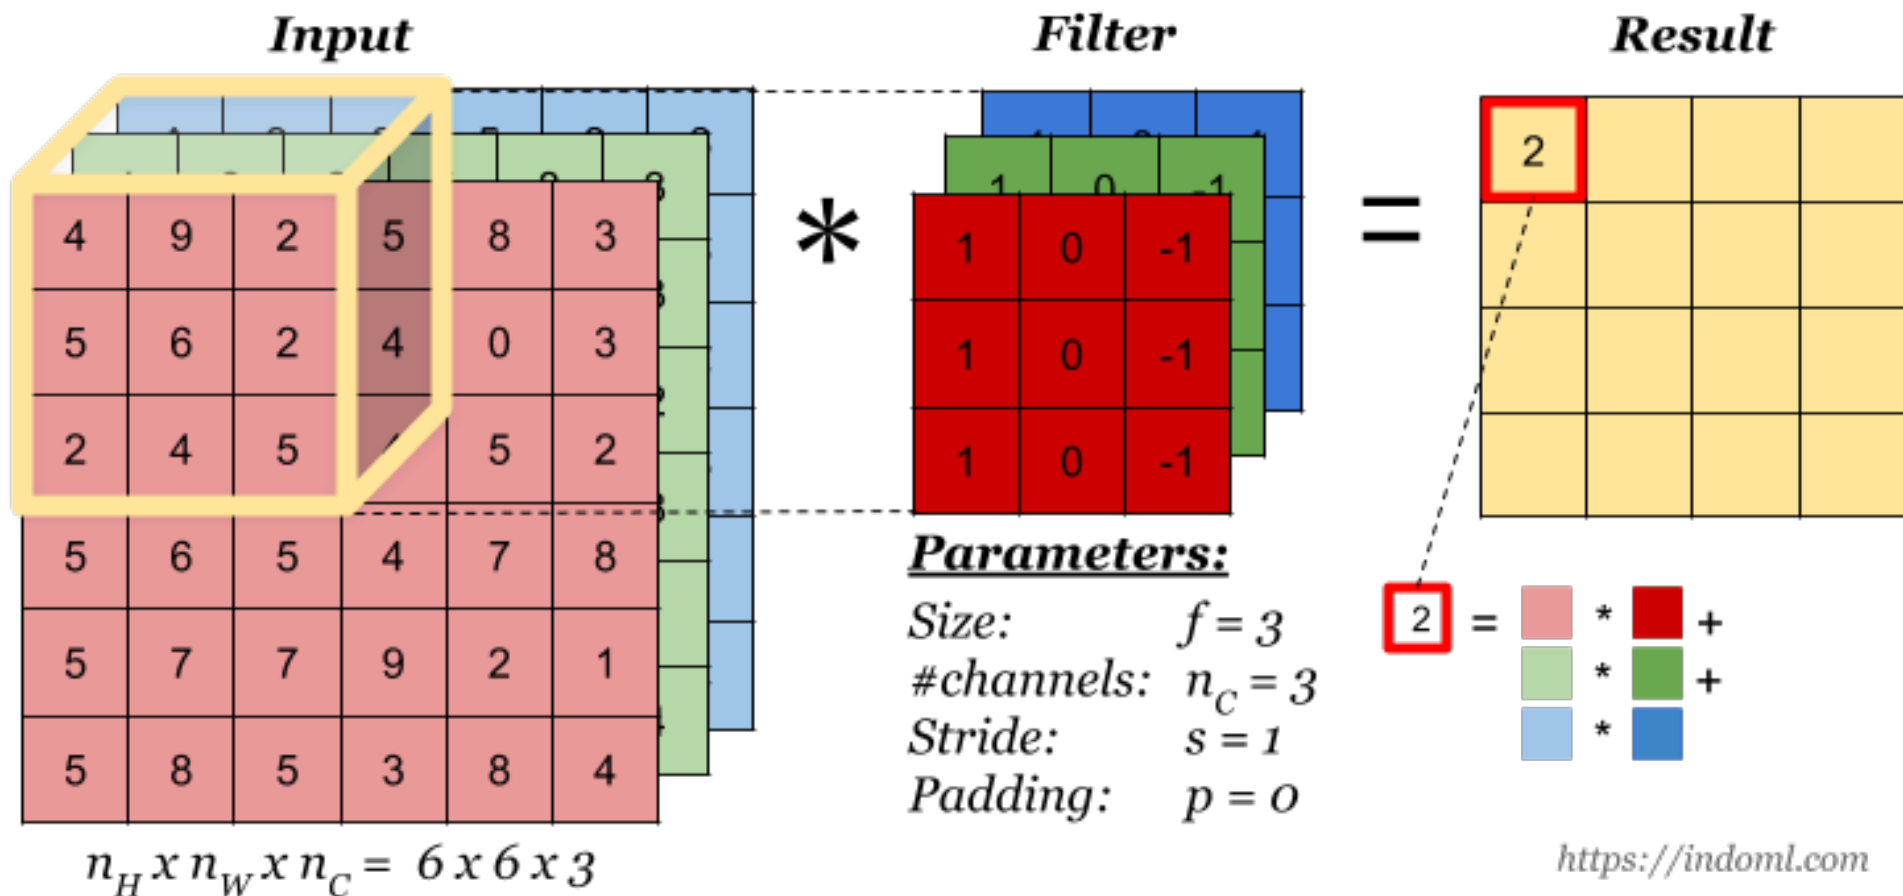 Input Filter Result
4 9 2 5 8 3
5 6 2 4 0 3
2 4 5 5 2
5 6 5 4 7 8
5 7 7 9 2 1
5 8 5 3 8 4
n_H x n_W x n_C = 6 x 6 x 3
*
1 0 -1
1 0 -1
1 0 -1
1 0 -1
Parameters:
Size: f = 3
#channels: n_C = 3
Stride: s = 1
Padding: p = 0
=
2
2 = * +
* +
*
https://indoml.com